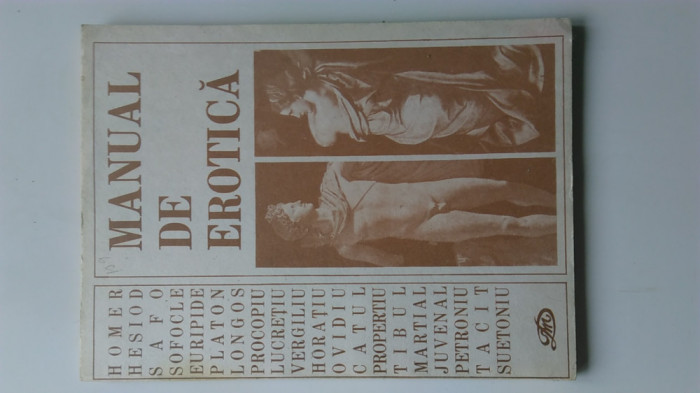 MANUAL
DE
EROTICĂ
HOMER
HESIOD
SAFO
SOFOCLE
EURIPIDE
PLATON
LONGOS
PROCOPIU
LUCREȚIU
VERGILIU
HORAȚIU
OVIDIU
CATUL
PROPERȚIU
TIBUL
MARTIAL
JUVENAL
PETRONIU
TACIT
SUETONIU